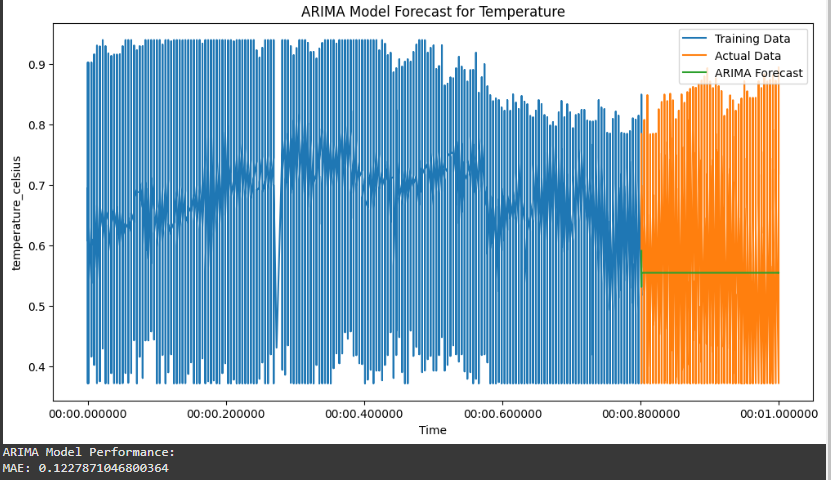 ARIMA Model Forecast for Temperature
Training Data
Actual Data
ARIMA Forecast
temperature_celsius
0.9
0.8
0.7
0.6
0.5
0.4
00:00.000000 00:00.200000 00:00.400000 00:00.600000 00:00.800000 00:01.000000
Time
ARIMA Model Performance:
MAE: 0.1227871046800364